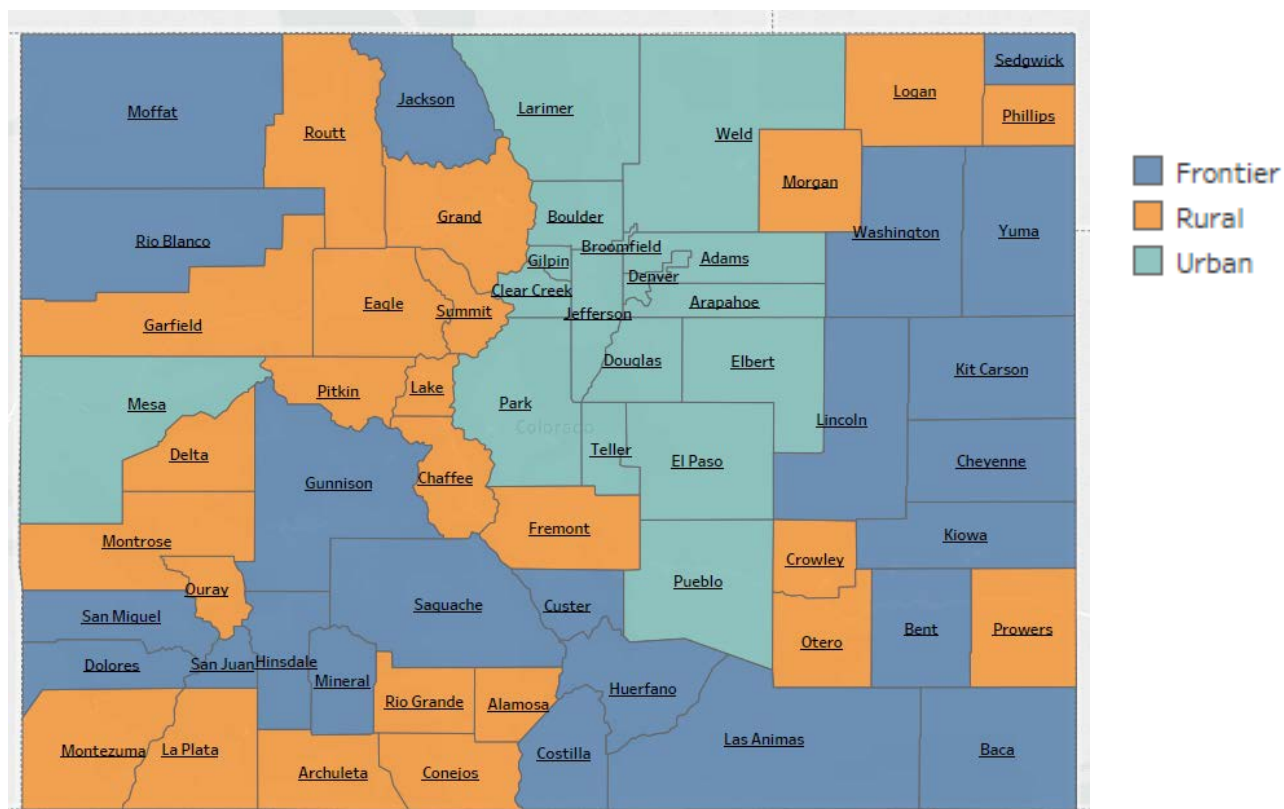 Sedgwick
Moffat
Jackson
Larimer
Logan
Phillips
Routt
Weld
Morgan
Grand
Boulder
Rio Blanco
Washington
Yuma
Broomfield
Gilpin
Adams
Denver
Clear Creek
Arapahoe
Eagle
Summit
Jefferson
Garfield
Douglas
Elbert
Kit Carson
Pitkin
Lake
Mesa
Park
Colorado
Lincoln
Delta
Teller
El Paso
Cheyenne
Gunnison
Chaffee
Fremont
Kiowa
Montrose
Crowley
Ouray
Pueblo
Saguache
Custer
San Miguel
Bent
Prowers
Otero
Dolores
San Juan
Hinsdale
Mineral
Huerfano
Rio Grande
Alamosa
Las Animas
Montezuma
La Plata
Costilla
Baca
Archuleta
Conejos
Frontier
Rural
Urban